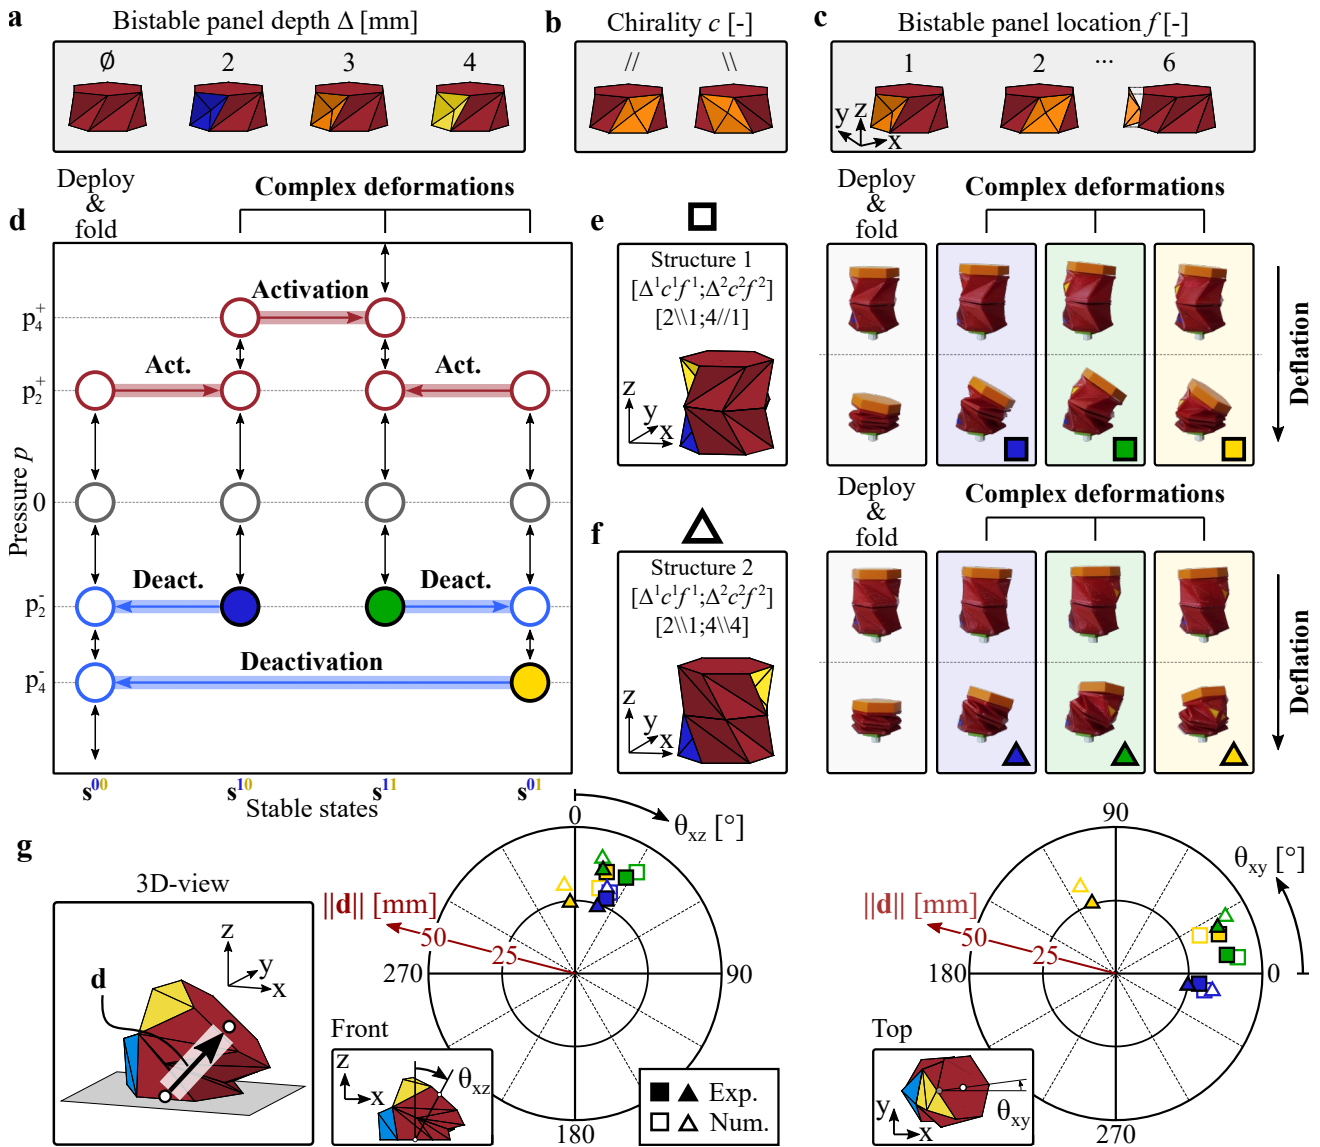 a
Bistable panel depth Δ [mm]
Ø
2
3
4
b
Chirality c [-]
//
\\
c
Bistable panel location f [-]
1
2
···
6
z
y
x
d
Deploy
&
fold
Complex deformations
Activation
Act.
Act.
Deact.
Deact.
Deactivation
Pressure p
p₄⁺
p₂⁺
0
p₂⁻
p₄⁻
s⁰⁰
s¹⁰
s¹¹
s⁰¹
Stable states
e
Structure 1
[Δ¹c¹f¹;Δ²c²f²]
[2\\1;4//1]
z
y
x
Deploy
&
fold
Complex deformations
Deflation
f
Structure 2
[Δ¹c¹f¹;Δ²c²f²]
[2\\1;4\\4]
z
y
x
Deploy
&
fold
Complex deformations
Deflation
g
3D-view
z
y
x
d
0
θxz [°]
||d|| [mm]
50
25
270
90
180
Front
z
x
θxz
Exp.
Num.
90
θxy [°]
||d|| [mm]
50
25
180
0
270
Top
y
x
θxy